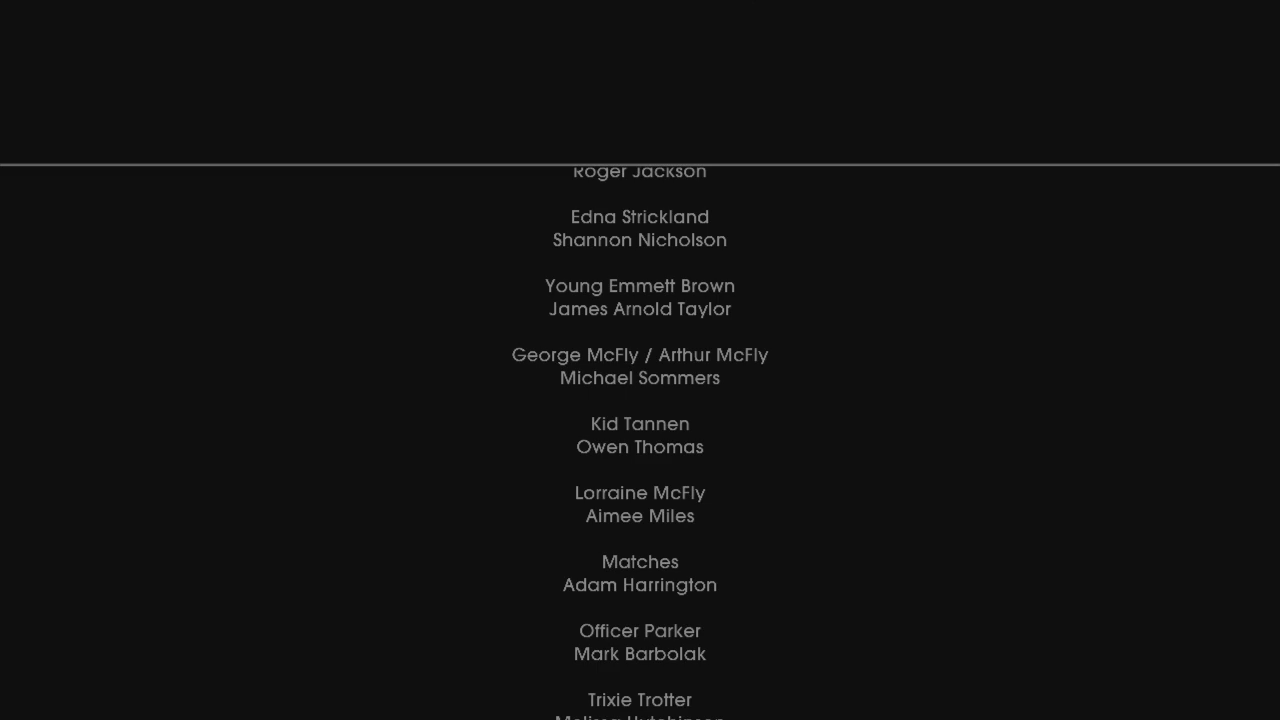 Roger Jackson
Edna Strickland
Shannon Nicholson
Young Emmett Brown
James Arnold Taylor
George McFly / Arthur McFly
Michael Sommers
Kid Tannen
Owen Thomas
Lorraine McFly
Aimee Miles
Matches
Adam Harrington
Officer Parker
Mark Barbolak
Trixie Trotter